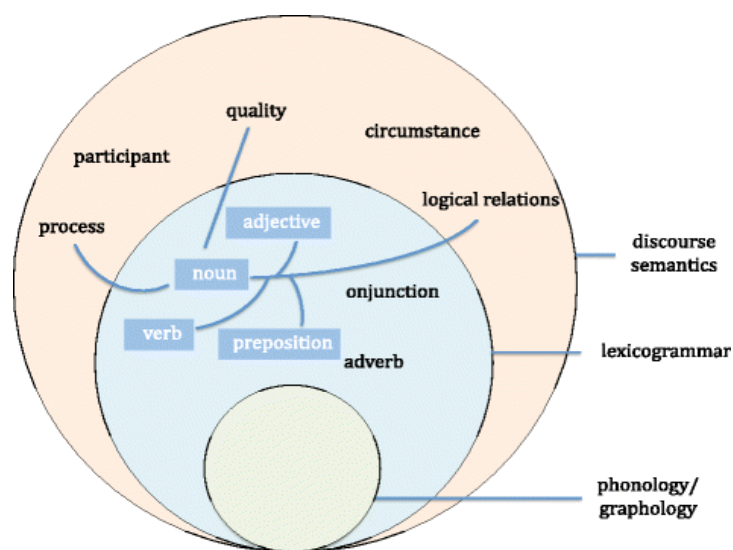 quality
circumstance
participant
logical relations
adjective
process
discourse
semantics
noun
onjunction
verb
preposition
lexicogrammar
adverb
phonology/
graphology